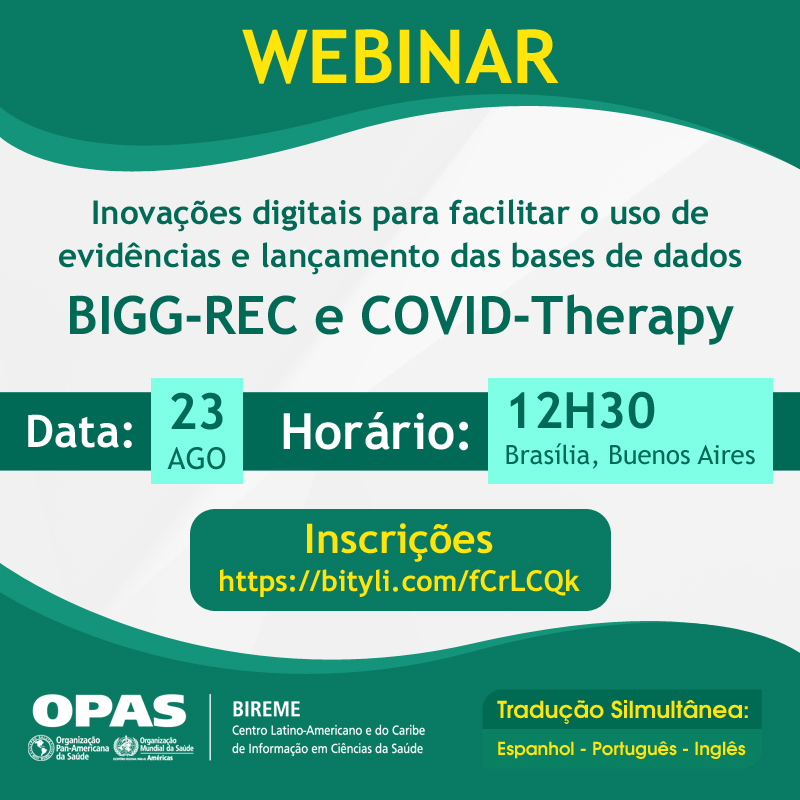 WEBINAR
Inovações digitais para facilitar o uso de
evidências e lançamento das bases de dados
BIGG-REC e COVID-Therapy
Data:
23
AGO
Horário:
12H30
Brasília, Buenos Aires
Inscrições
https://bityli.com/fCrLCQk
OPAS
Organização
Pan-Americana
da Saúde
Organização
Mundial da Saúde
Américas
BIREME
Centro Latino-Americano e do Caribe
de Informação em Ciências da Saúde
Tradução Silmultânea:
Espanhol - Português - Inglês